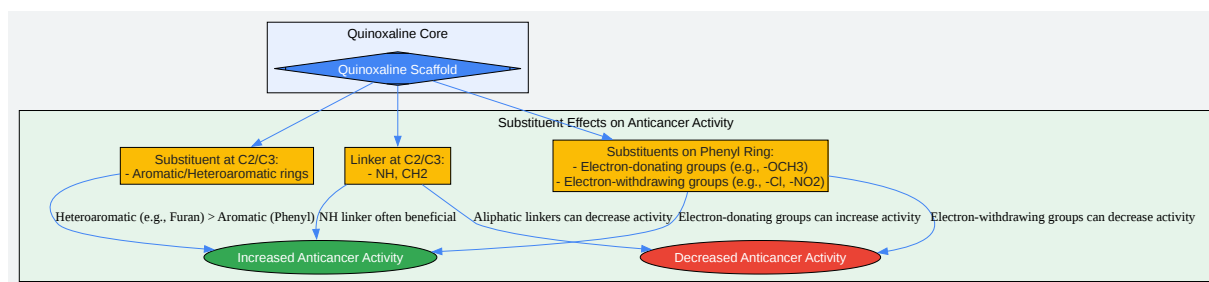 Quinoxaline Core
Quinoxaline Scaffold
Substituent Effects on Anticancer Activity
Substituent at C2/C3:
- Aromatic/Heteroaromatic rings
Linker at C2/C3:
- NH, CH2
Substituents on Phenyl Ring:
- Electron-donating groups (e.g., -OCH3)
- Electron-withdrawing groups (e.g., -Cl, -NO2)
Heteroaromatic (e.g., Furan) > Aromatic (Phenyl)
NH linker often beneficial
Aliphatic linkers can decrease activity
Electron-donating groups can increase activity
Electron-withdrawing groups can decrease activity
Increased Anticancer Activity
Decreased Anticancer Activity